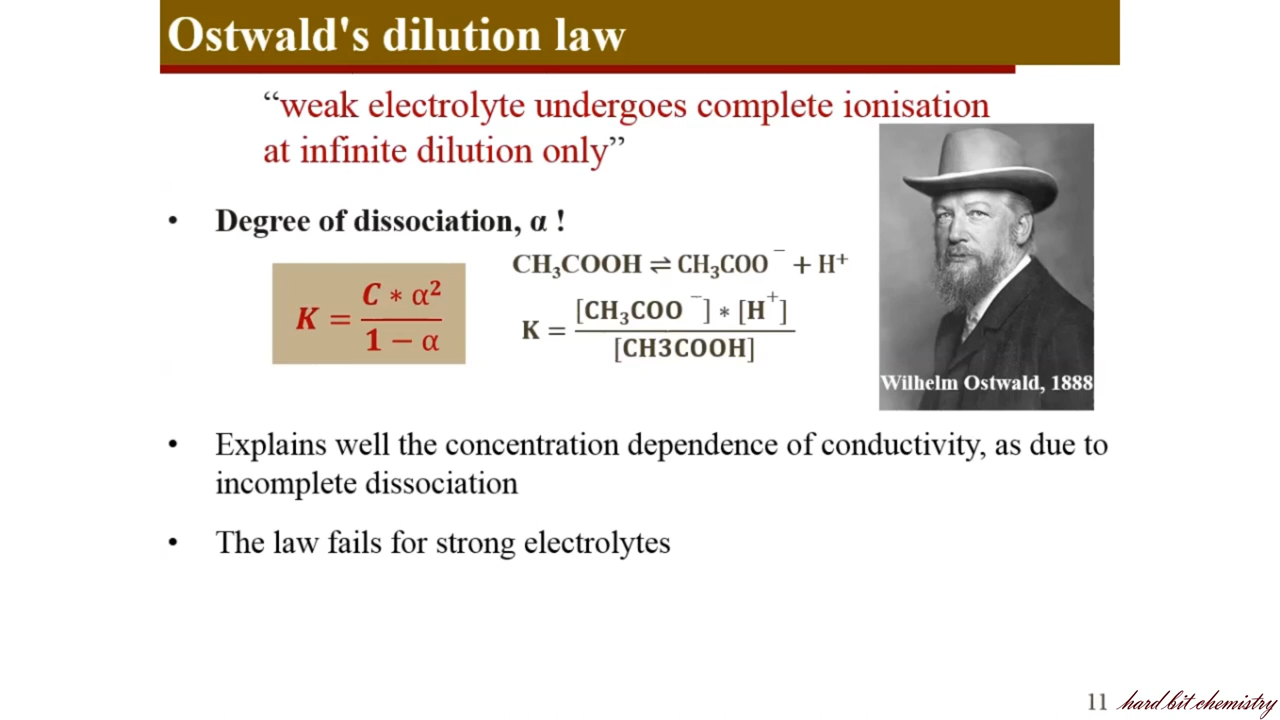 Ostwald's dilution law
“weak electrolyte undergoes complete ionisation
at infinite dilution only”
• Degree of dissociation, α !
CH₃COOH ⇌ CH₃COO⁻ + H⁺
K = C * α² / 1 − α
K = [CH₃COO⁻] * [H⁺] / [CH3COOH]
Wilhelm Ostwald, 1888
• Explains well the concentration dependence of conductivity, as due to
incomplete dissociation
• The law fails for strong electrolytes
11 hard bit chemistry